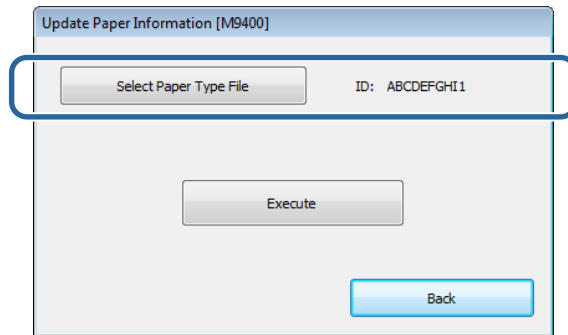 Update Paper Information [M9400]
Select Paper Type File ID: ABCDEFGHI1
Execute
Back